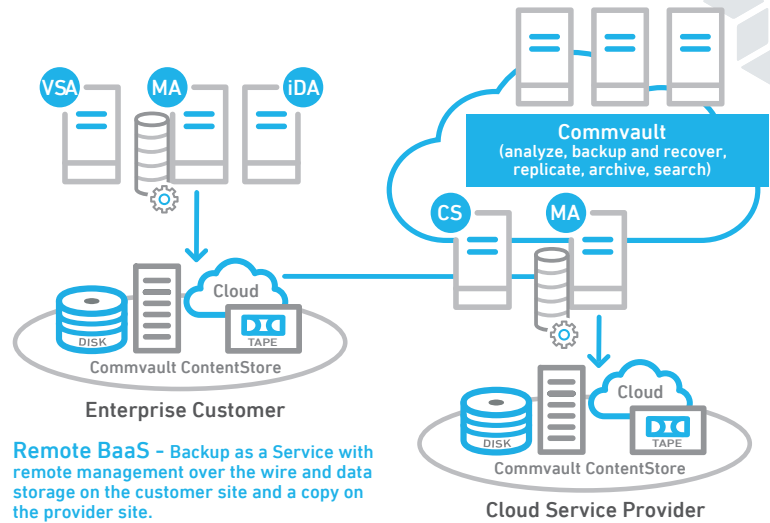 VSA
MA
iDA
Cloud
DISK
TAPE
Commvault ContentStore
Enterprise Customer
Remote BaaS - Backup as a Service with
remote management over the wire and data
storage on the customer site and a copy on
the provider site.
Commvault
(analyze, backup and recover,
replicate, archive, search)
CS
MA
Cloud
DISK
TAPE
Commvault ContentStore
Cloud Service Provider